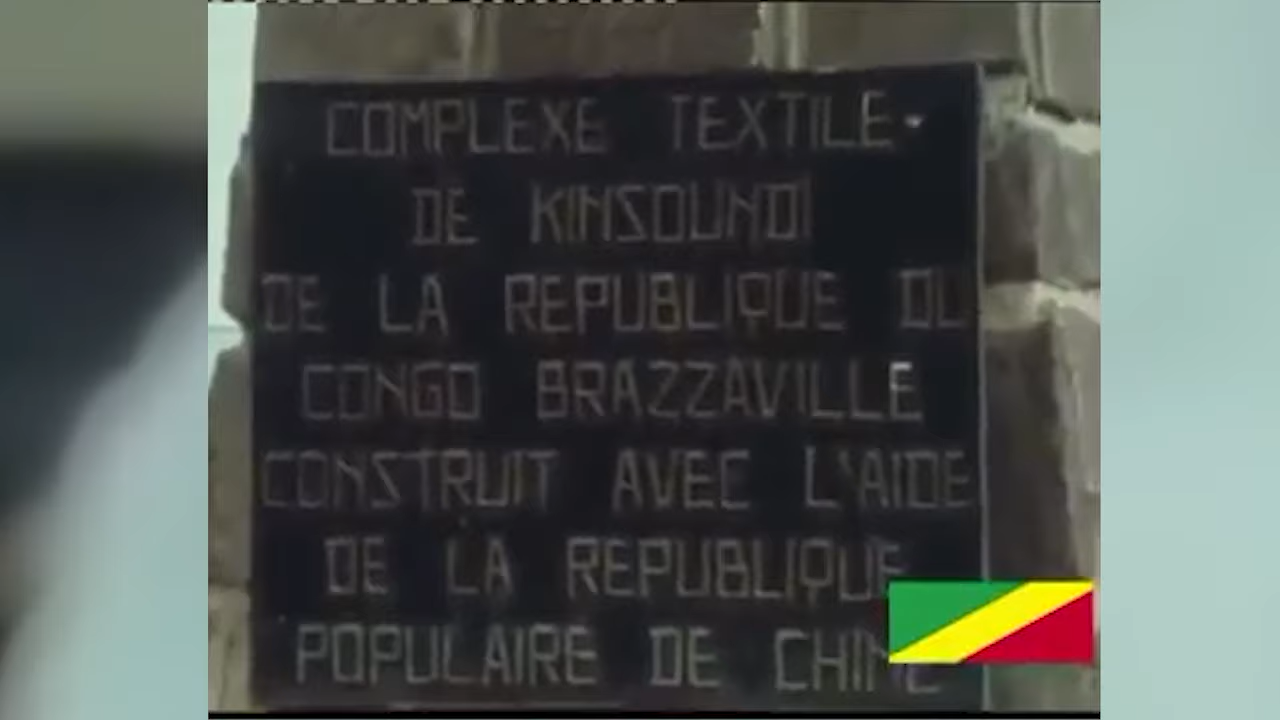 COMPLEXE TEXTILE
DE KINSOUNDI
DE LA REPUBLIQUE DU
CONGO BRAZZAVILLE
CONSTRUIT AVEC L'AIDE
DE LA REPUBLIQUE
POPULAIRE DE CHINE